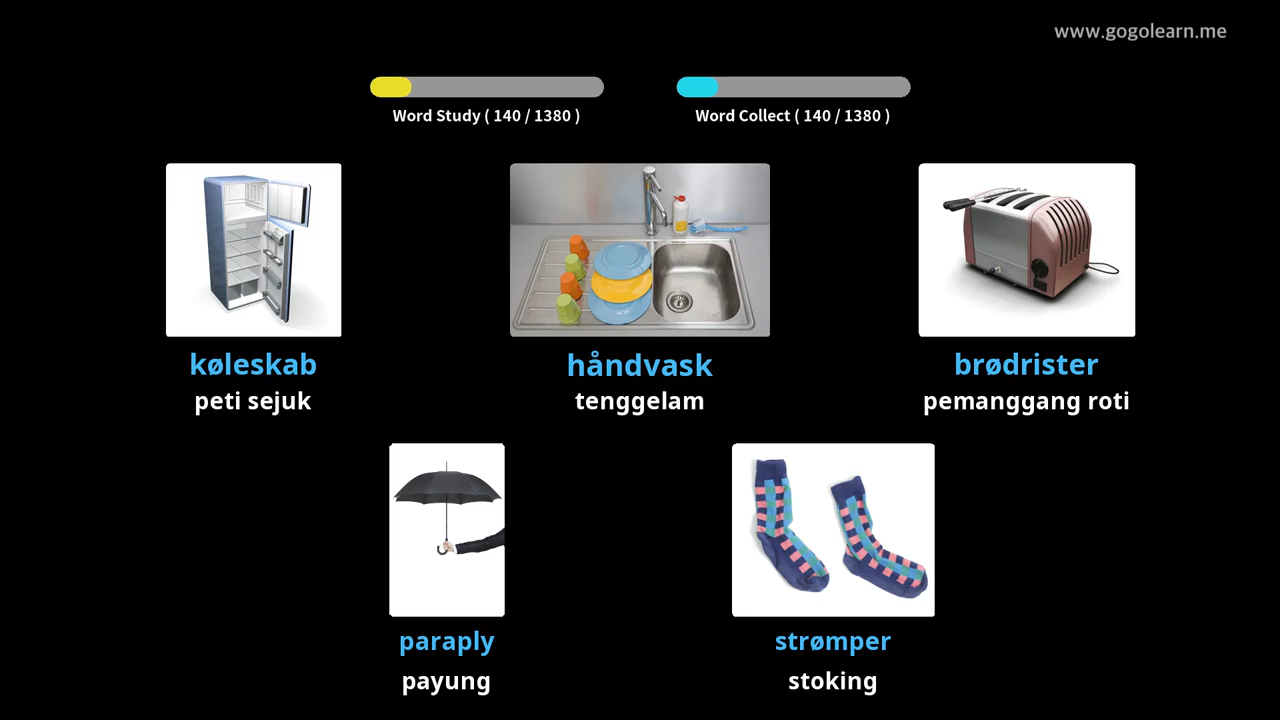 www.gogolearn.me
Word Study ( 140 / 1380 )
Word Collect ( 140 / 1380 )
køleskab
håndvask
brødrister
peti sejuk
tenggelam
pemanggang roti
paraply
strømper
payung
stoking